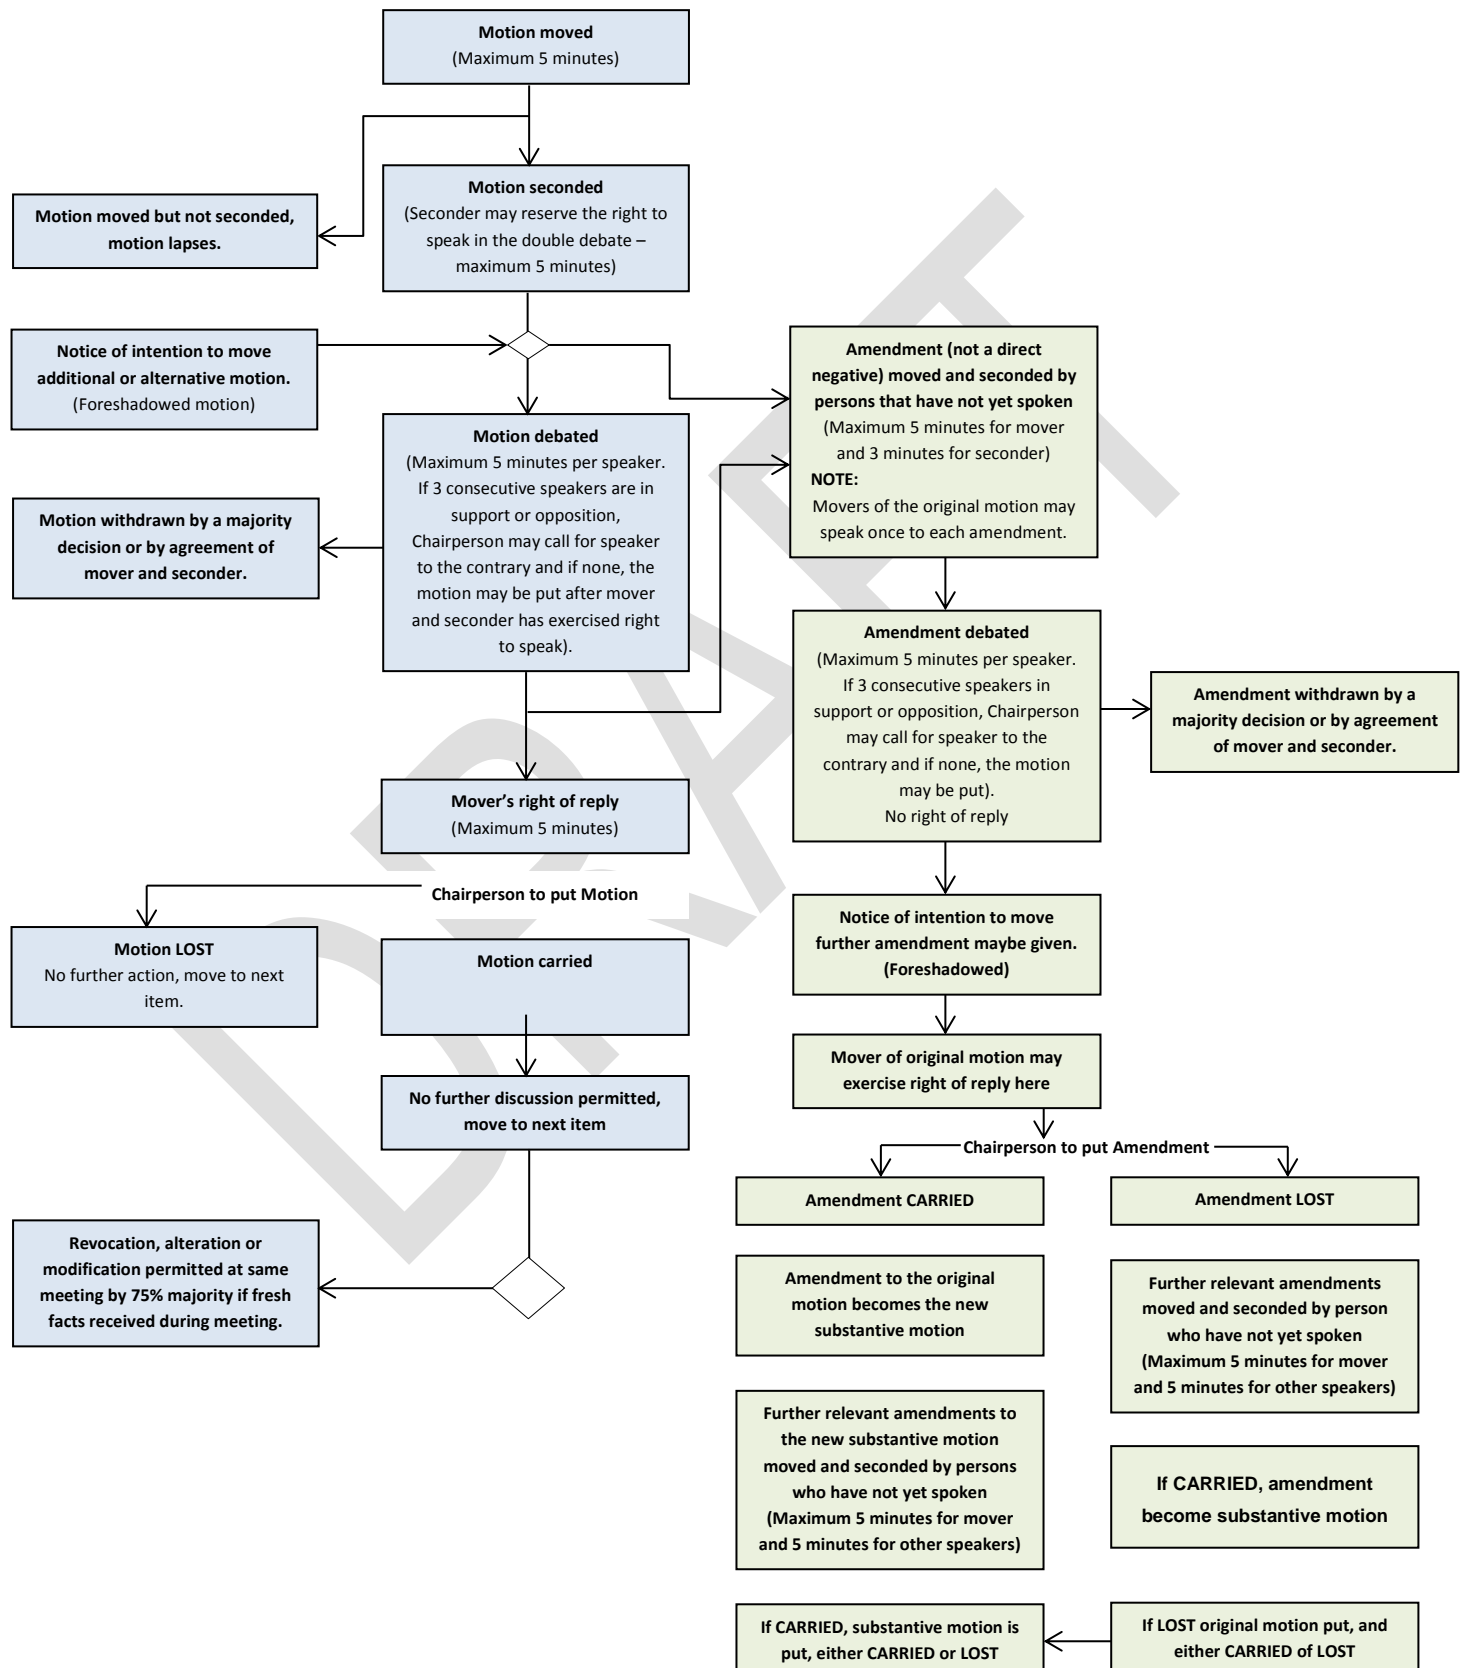 Motion moved
(Maximum 5 minutes)
Motion seconded
(Seconder may reserve the right to
speak in the double debate –
maximum 5 minutes)
Motion moved but not seconded,
motion lapses.
Notice of intention to move
additional or alternative motion.
(Foreshadowed motion)
Motion debated
(Maximum 5 minutes per speaker.
If 3 consecutive speakers are in
support or opposition,
Chairperson may call for speaker
to the contrary and if none, the
motion may be put after mover
and seconder has exercised right
to speak).
Motion withdrawn by a majority
decision or by agreement of
mover and seconder.
Mover’s right of reply
(Maximum 5 minutes)
Chairperson to put Motion
Motion LOST
No further action, move to next
item.
Motion carried
No further discussion permitted,
move to next item
Revocation, alteration or
modification permitted at same
meeting by 75% majority if fresh
facts received during meeting.
Amendment (not a direct
negative) moved and seconded by
persons that have not yet spoken
(Maximum 5 minutes for mover
and 3 minutes for seconder)
NOTE:
Movers of the original motion may
speak once to each amendment.
Amendment debated
(Maximum 5 minutes per speaker.
If 3 consecutive speakers in
support or opposition, Chairperson
may call for speaker to the
contrary and if none, the motion
may be put).
No right of reply
Amendment withdrawn by a
majority decision or by agreement
of mover and seconder.
Notice of intention to move
further amendment maybe given.
(Foreshadowed)
Mover of original motion may
exercise right of reply here
Chairperson to put Amendment
Amendment CARRIED
Amendment to the original
motion becomes the new
substantive motion
Further relevant amendments to
the new substantive motion
moved and seconded by persons
who have not yet spoken
(Maximum 5 minutes for mover
and 5 minutes for other speakers)
If CARRIED, substantive motion is
put, either CARRIED or LOST
Amendment LOST
Further relevant amendments
moved and seconded by person
who have not yet spoken
(Maximum 5 minutes for mover
and 5 minutes for other speakers)
If CARRIED, amendment
become substantive motion
If LOST original motion put, and
either CARRIED of LOST
DRAFT